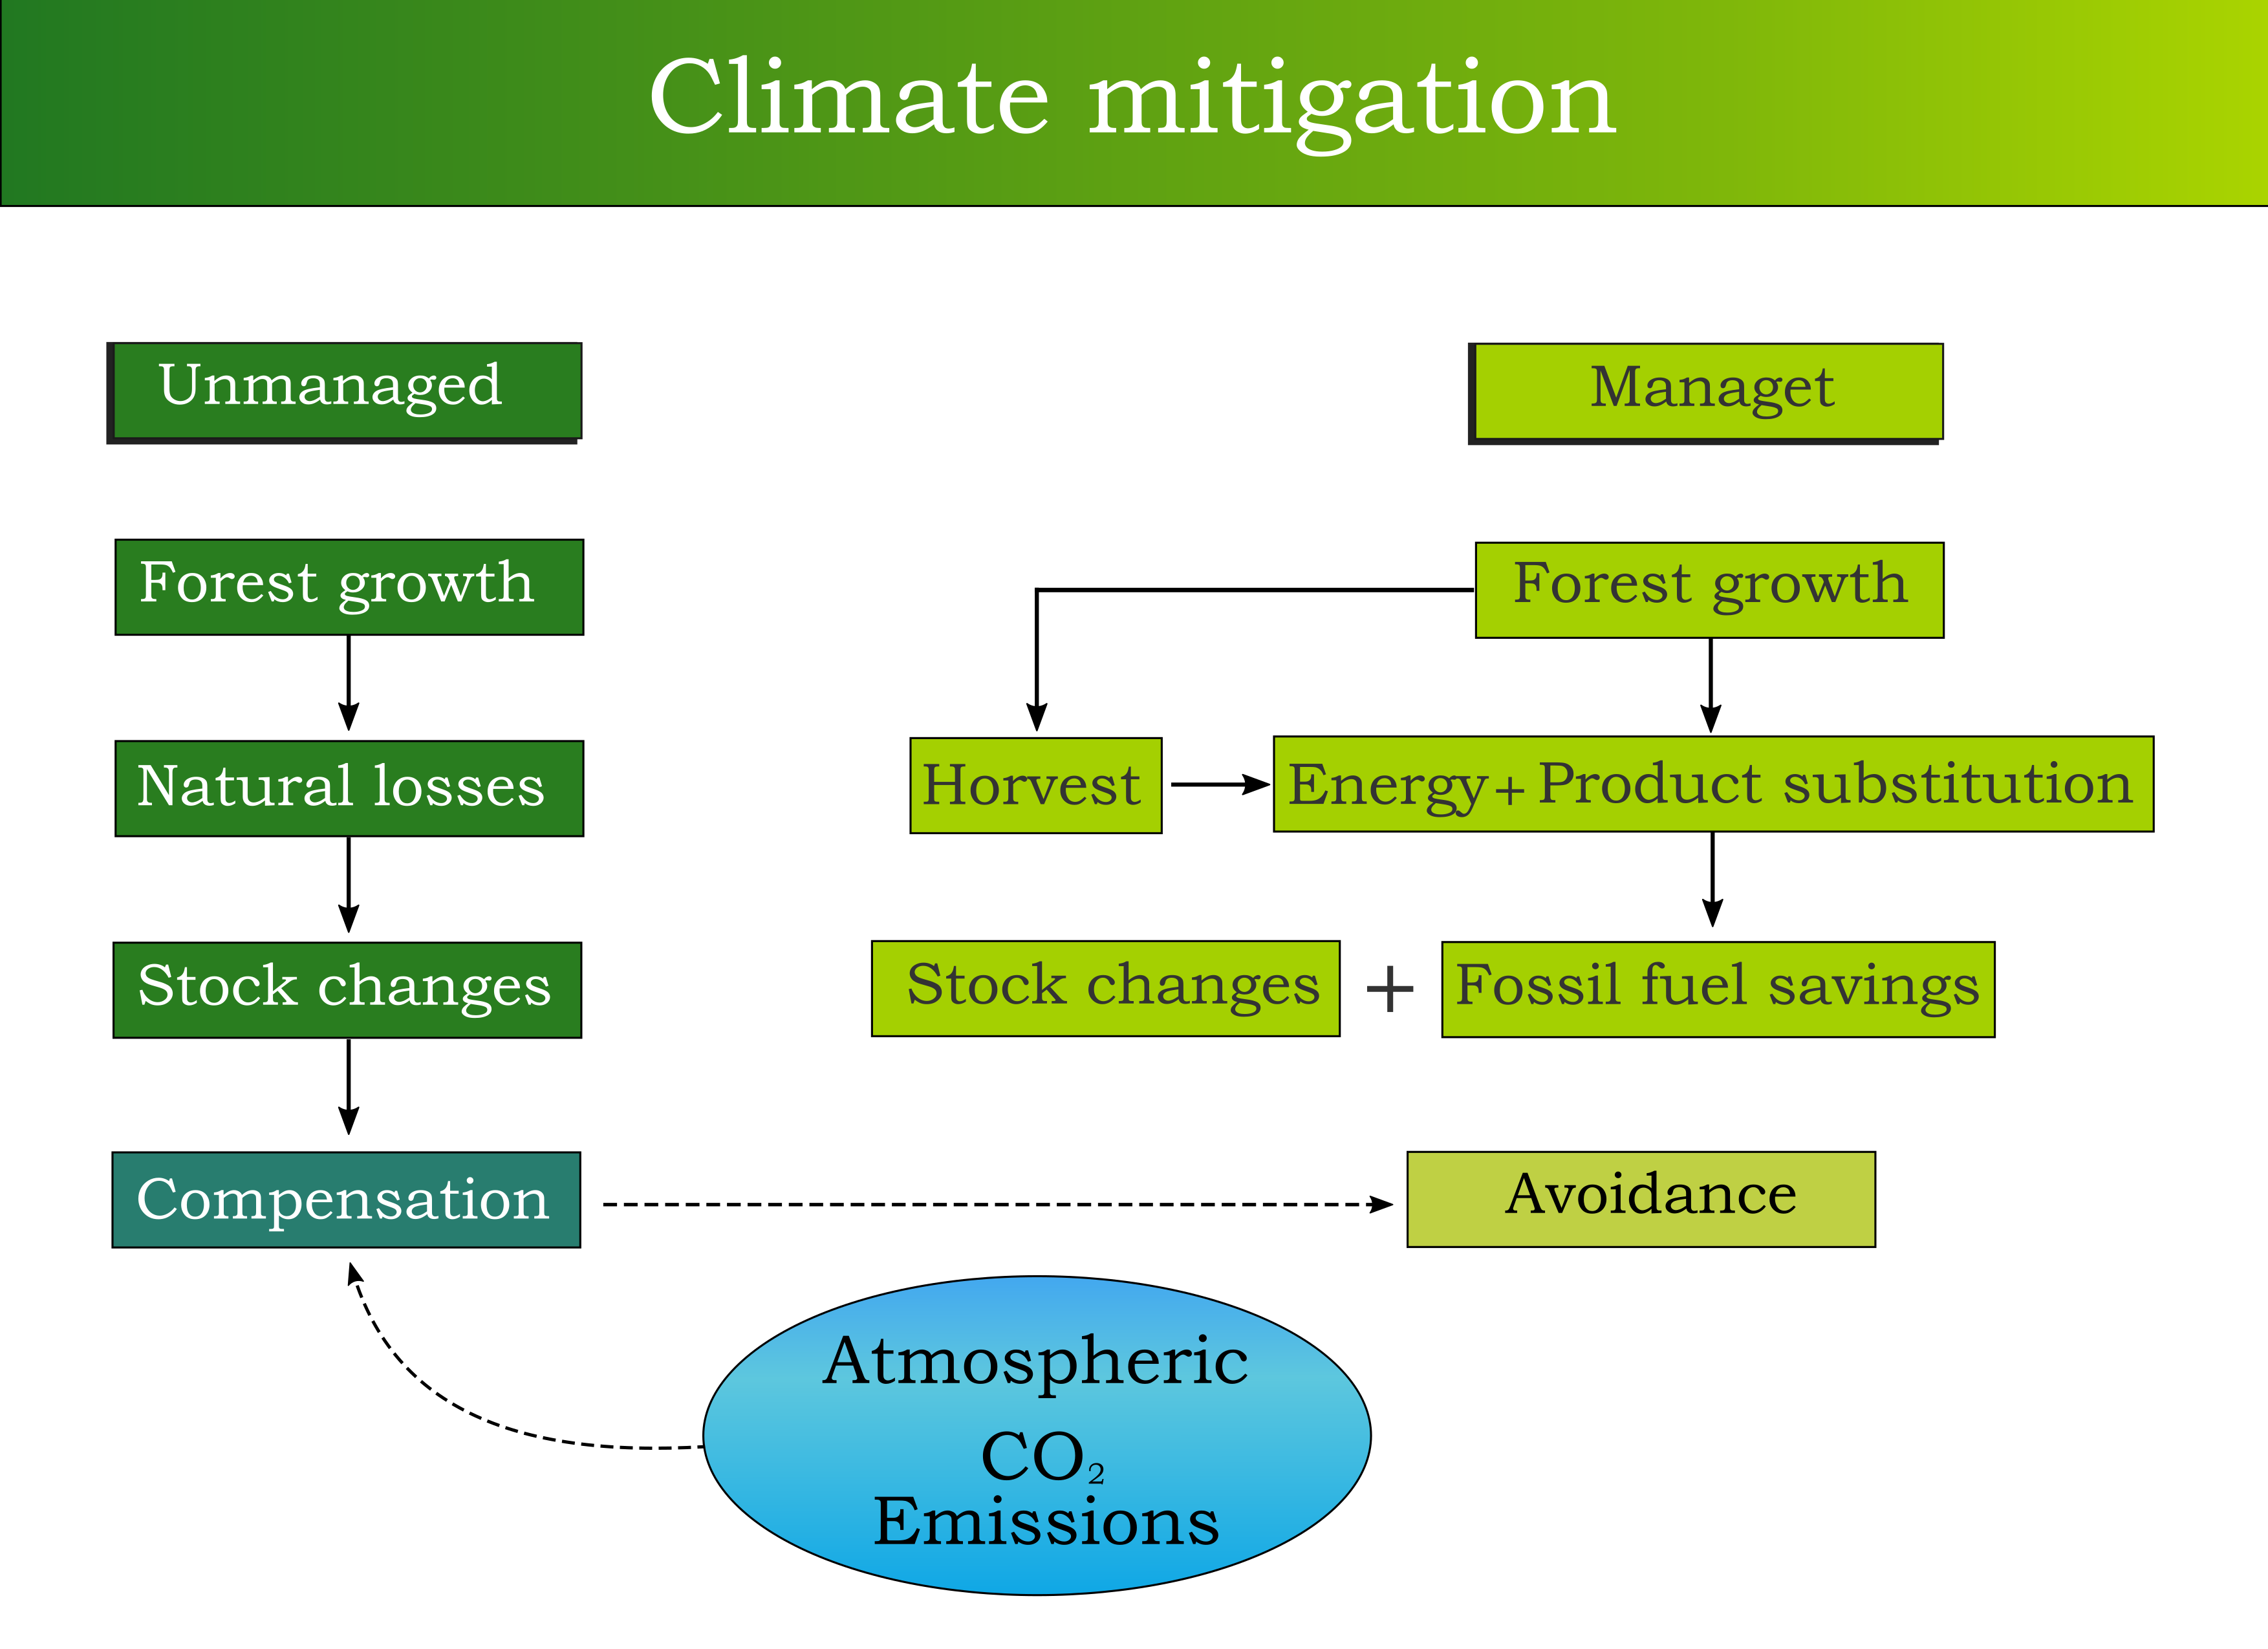 Climate mitigation
Unmanaged
Managet
Forest growth
Forest growth
Natural losses
Horvest
Energy+Product substitution
Stock changes
Stock changes + Fossil fuel savings
Compensation
Avoidance
Atmospheric
CO₂
Emissions